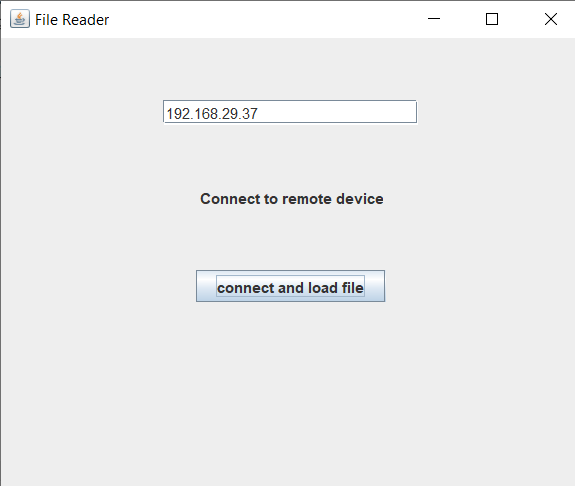 File Reader
192.168.29.37
Connect to remote device
connect and load file